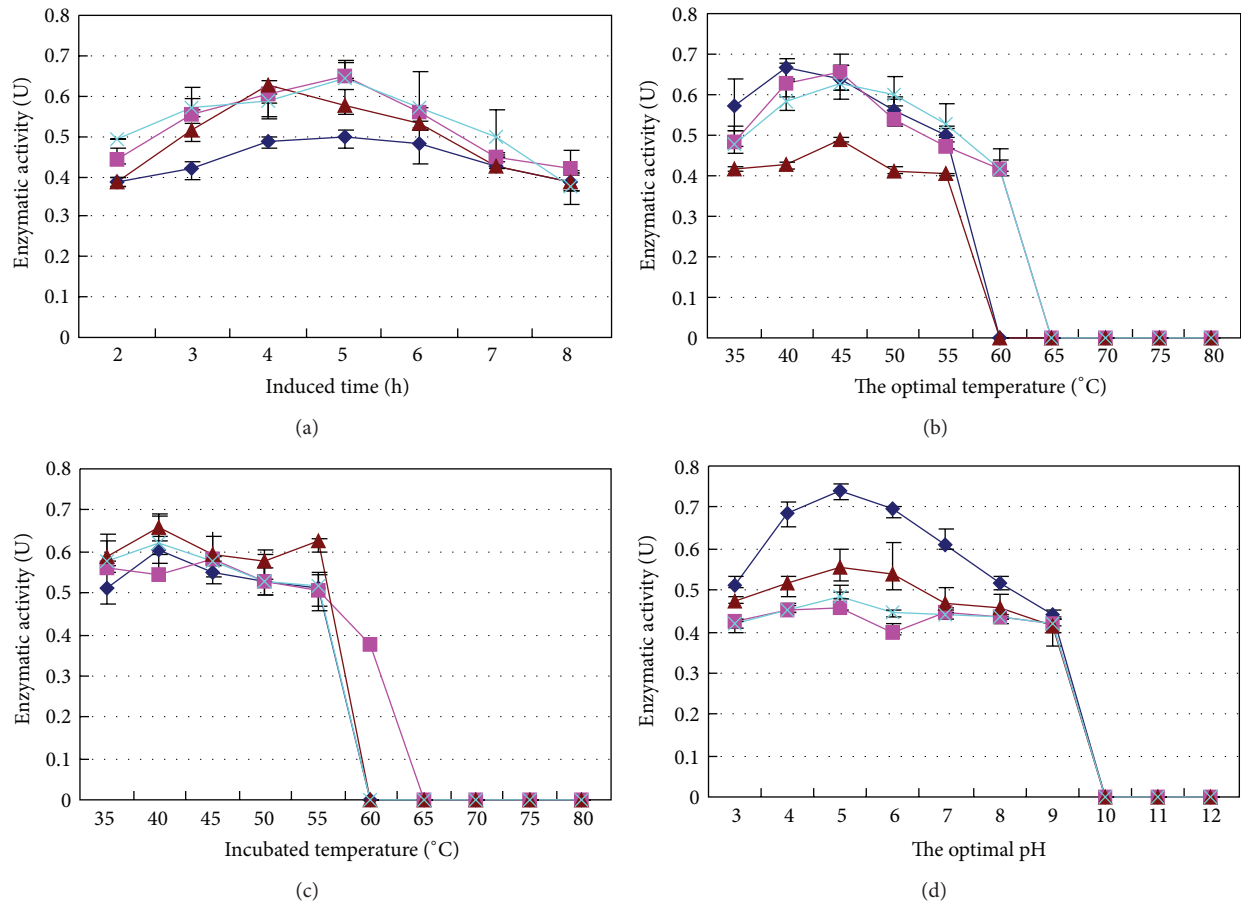 0.8
0.7
0.6
0.5
0.4
0.3
0.2
0.1
0
Enzymatic activity (U)
2 3 4 5 6 7 8
Induced time (h)
(a)
0.8
0.7
0.6
0.5
0.4
0.3
0.2
0.1
0
Enzymatic activity (U)
35 40 45 50 55 60 65 70 75 80
The optimal temperature (°C)
(b)
0.8
0.7
0.6
0.5
0.4
0.3
0.2
0.1
0
Enzymatic activity (U)
35 40 45 50 55 60 65 70 75 80
Incubated temperature (°C)
(c)
0.8
0.7
0.6
0.5
0.4
0.3
0.2
0.1
0
Enzymatic activity (U)
3 4 5 6 7 8 9 10 11 12
The optimal pH
(d)